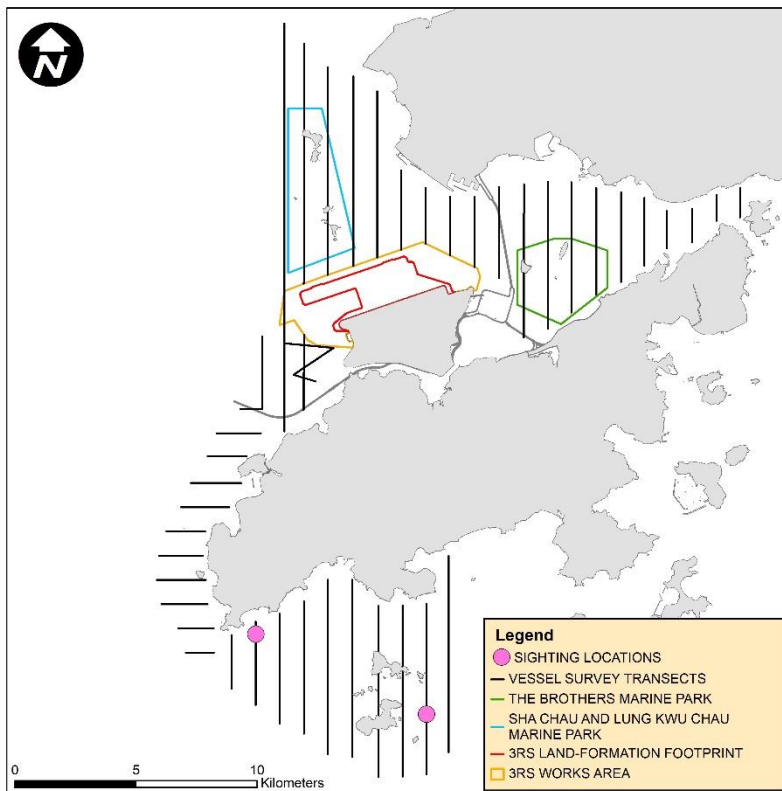 N
Legend
SIGHTING LOCATIONS
VESSEL SURVEY TRANSECTS
THE BROTHERS MARINE PARK
SHA CHAU AND LUNG KWU CHAU
MARINE PARK
3RS LAND-FORMATION FOOTPRINT
3RS WORKS AREA
0 5 10
Kilometers